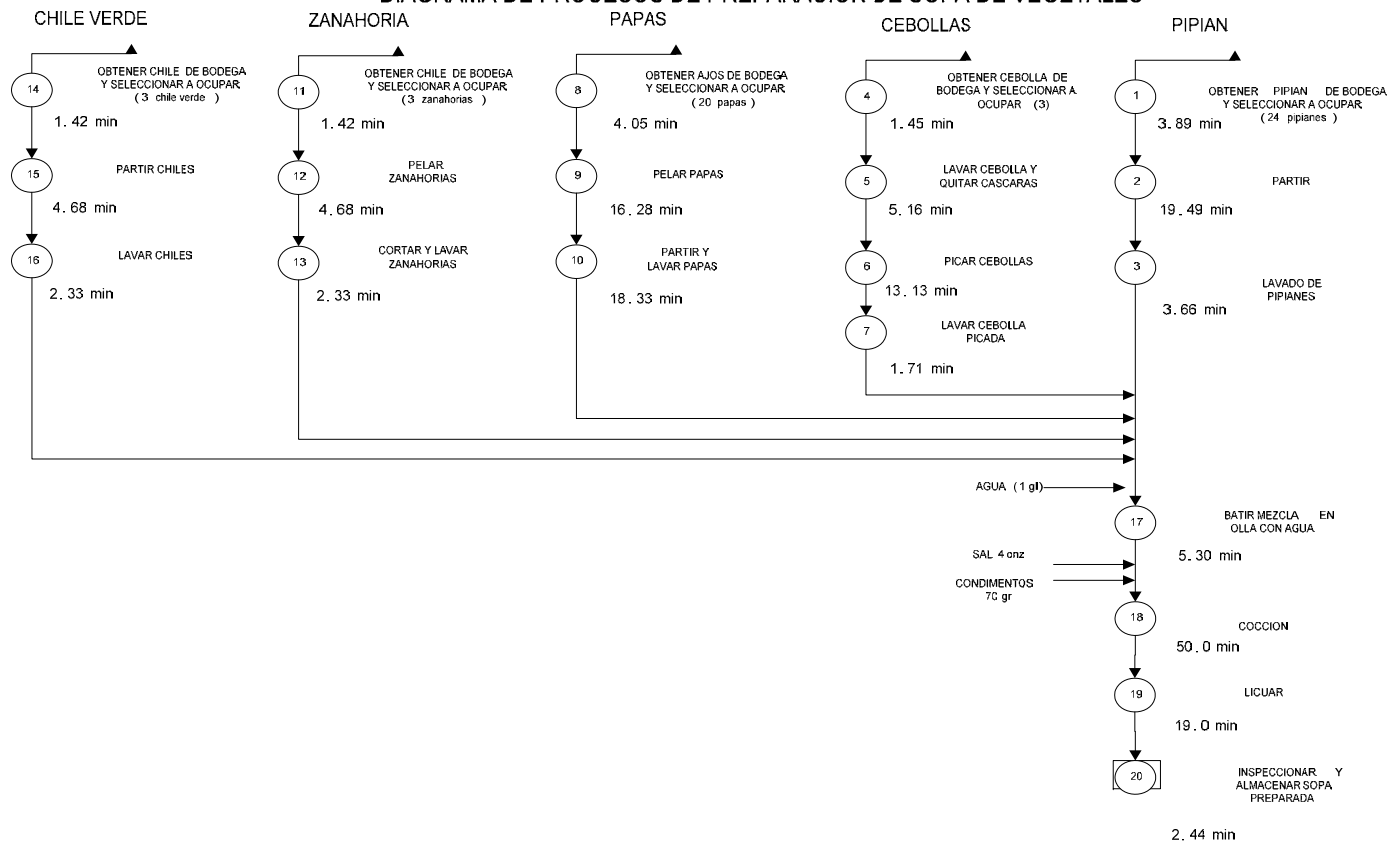 DIAGRAMA DE PROCESOS DE PREPARACION DE SOPA DE VEGETALES
CHILE VERDE
14
OBTENER CHILE DE BODEGA
Y SELECCIONAR A OCUPAR
( 3 chile verde )
1.42 min
15
PARTIR CHILES
4.68 min
16
LAVAR CHILES
2.33 min
ZANAHORIA
11
OBTENER CHILE DE BODEGA
Y SELECCIONAR A OCUPAR
(3 zanahorias )
1.42 min
12
PELAR
ZANAHORIAS
4.68 min
13
CORTAR Y LAVAR
ZANAHORIAS
2.33 min
PAPAS
8
OBTENER AJOS DE BODEGA
Y SELECCIONAR A OCUPAR
( 20 papas )
4.05 min
9
PELAR PAPAS
16.28 min
10
PARTIR Y
LAVAR PAPAS
18.33 min
CEBOLLAS
4
OBTENER CEBOLLA DE
BODEGA Y SELECCIONAR A
OCUPAR (3)
1.45 min
5
LAVAR CEBOLLA Y
QUITAR CASCARAS
5.16 min
6
PICAR CEBOLLAS
13.13 min
7
LAVAR CEBOLLA
PICADA
1.71 min
PIPIAN
1
OBTENER PIPIAN DE BODEGA
Y SELECCIONAR A OCUPAR
( 24 pipianes )
3.89 min
2
PARTIR
19.49 min
3
LAVADO DE
PIPIANES
3.66 min
AGUA (1 gl)
17
BATIR MEZCLA EN
OLLA CON AGUA
5.30 min
SAL 4 onz
CONDIMENTOS
70 gr
18
COCCION
50.0 min
19
LICUAR
19.0 min
20
INSPECCIONAR Y
ALMACENAR SOPA
PREPARADA
2.44 min